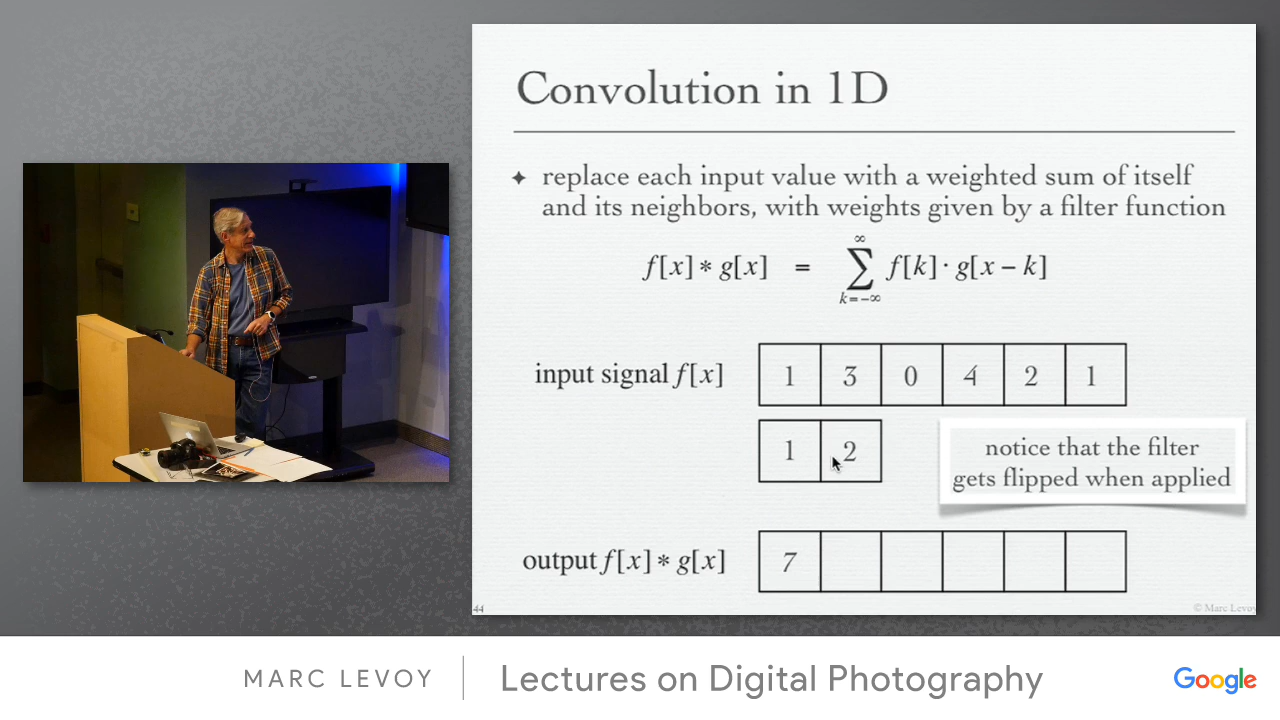 Convolution in 1D
✦ replace each input value with a weighted sum of itself
and its neighbors, with weights given by a filter function
f[x] * g[x] = ∑_{k=−∞}^{∞} f[k] · g[x − k]
input signal f[x] 1 3 0 4 2 1
1 2
notice that the filter
gets flipped when applied
output f[x] * g[x] 7
44 © Marc Levoy
MARC LEVOY Lectures on Digital Photography Google